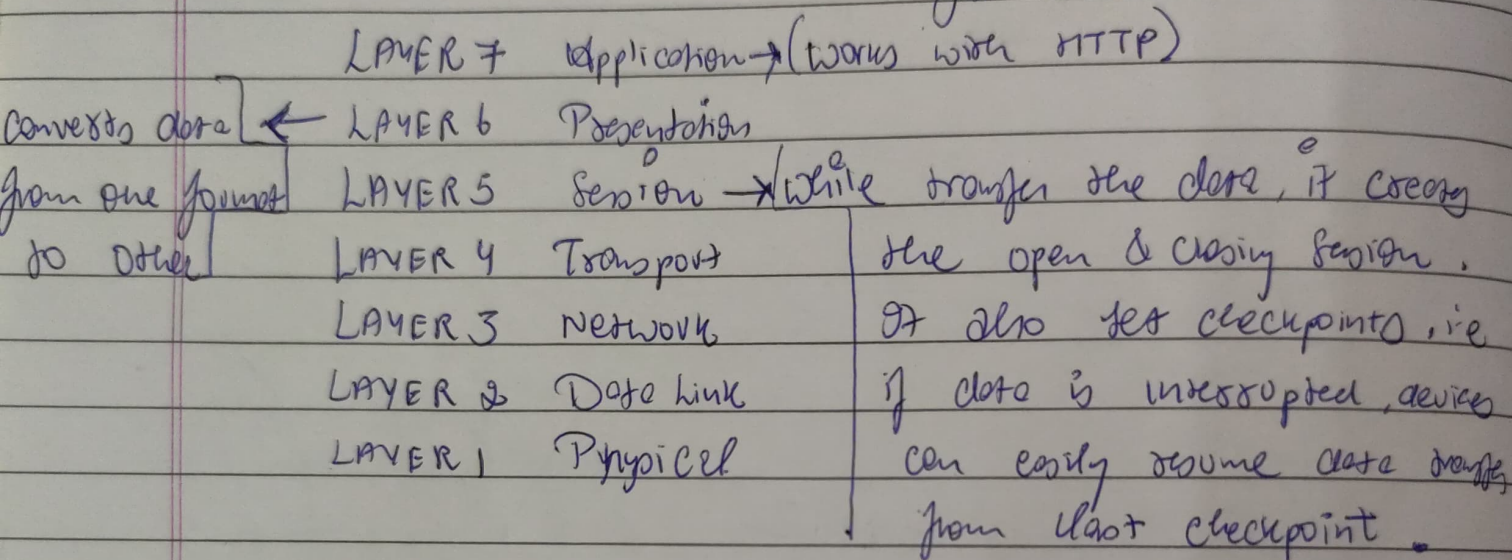 LAYER 7 Application → (works with HTTP)
converts data ← LAYER 6 Presentation
from one format LAYER 5 Session → while transfer the data, it creates
to other LAYER 4 Transport the open & closing session.
LAYER 3 Network It also set checkpoints, i.e
LAYER 2 Data Link if data is interrupted, devices
LAYER 1 Physical can easily resume data transfer
from last checkpoint.